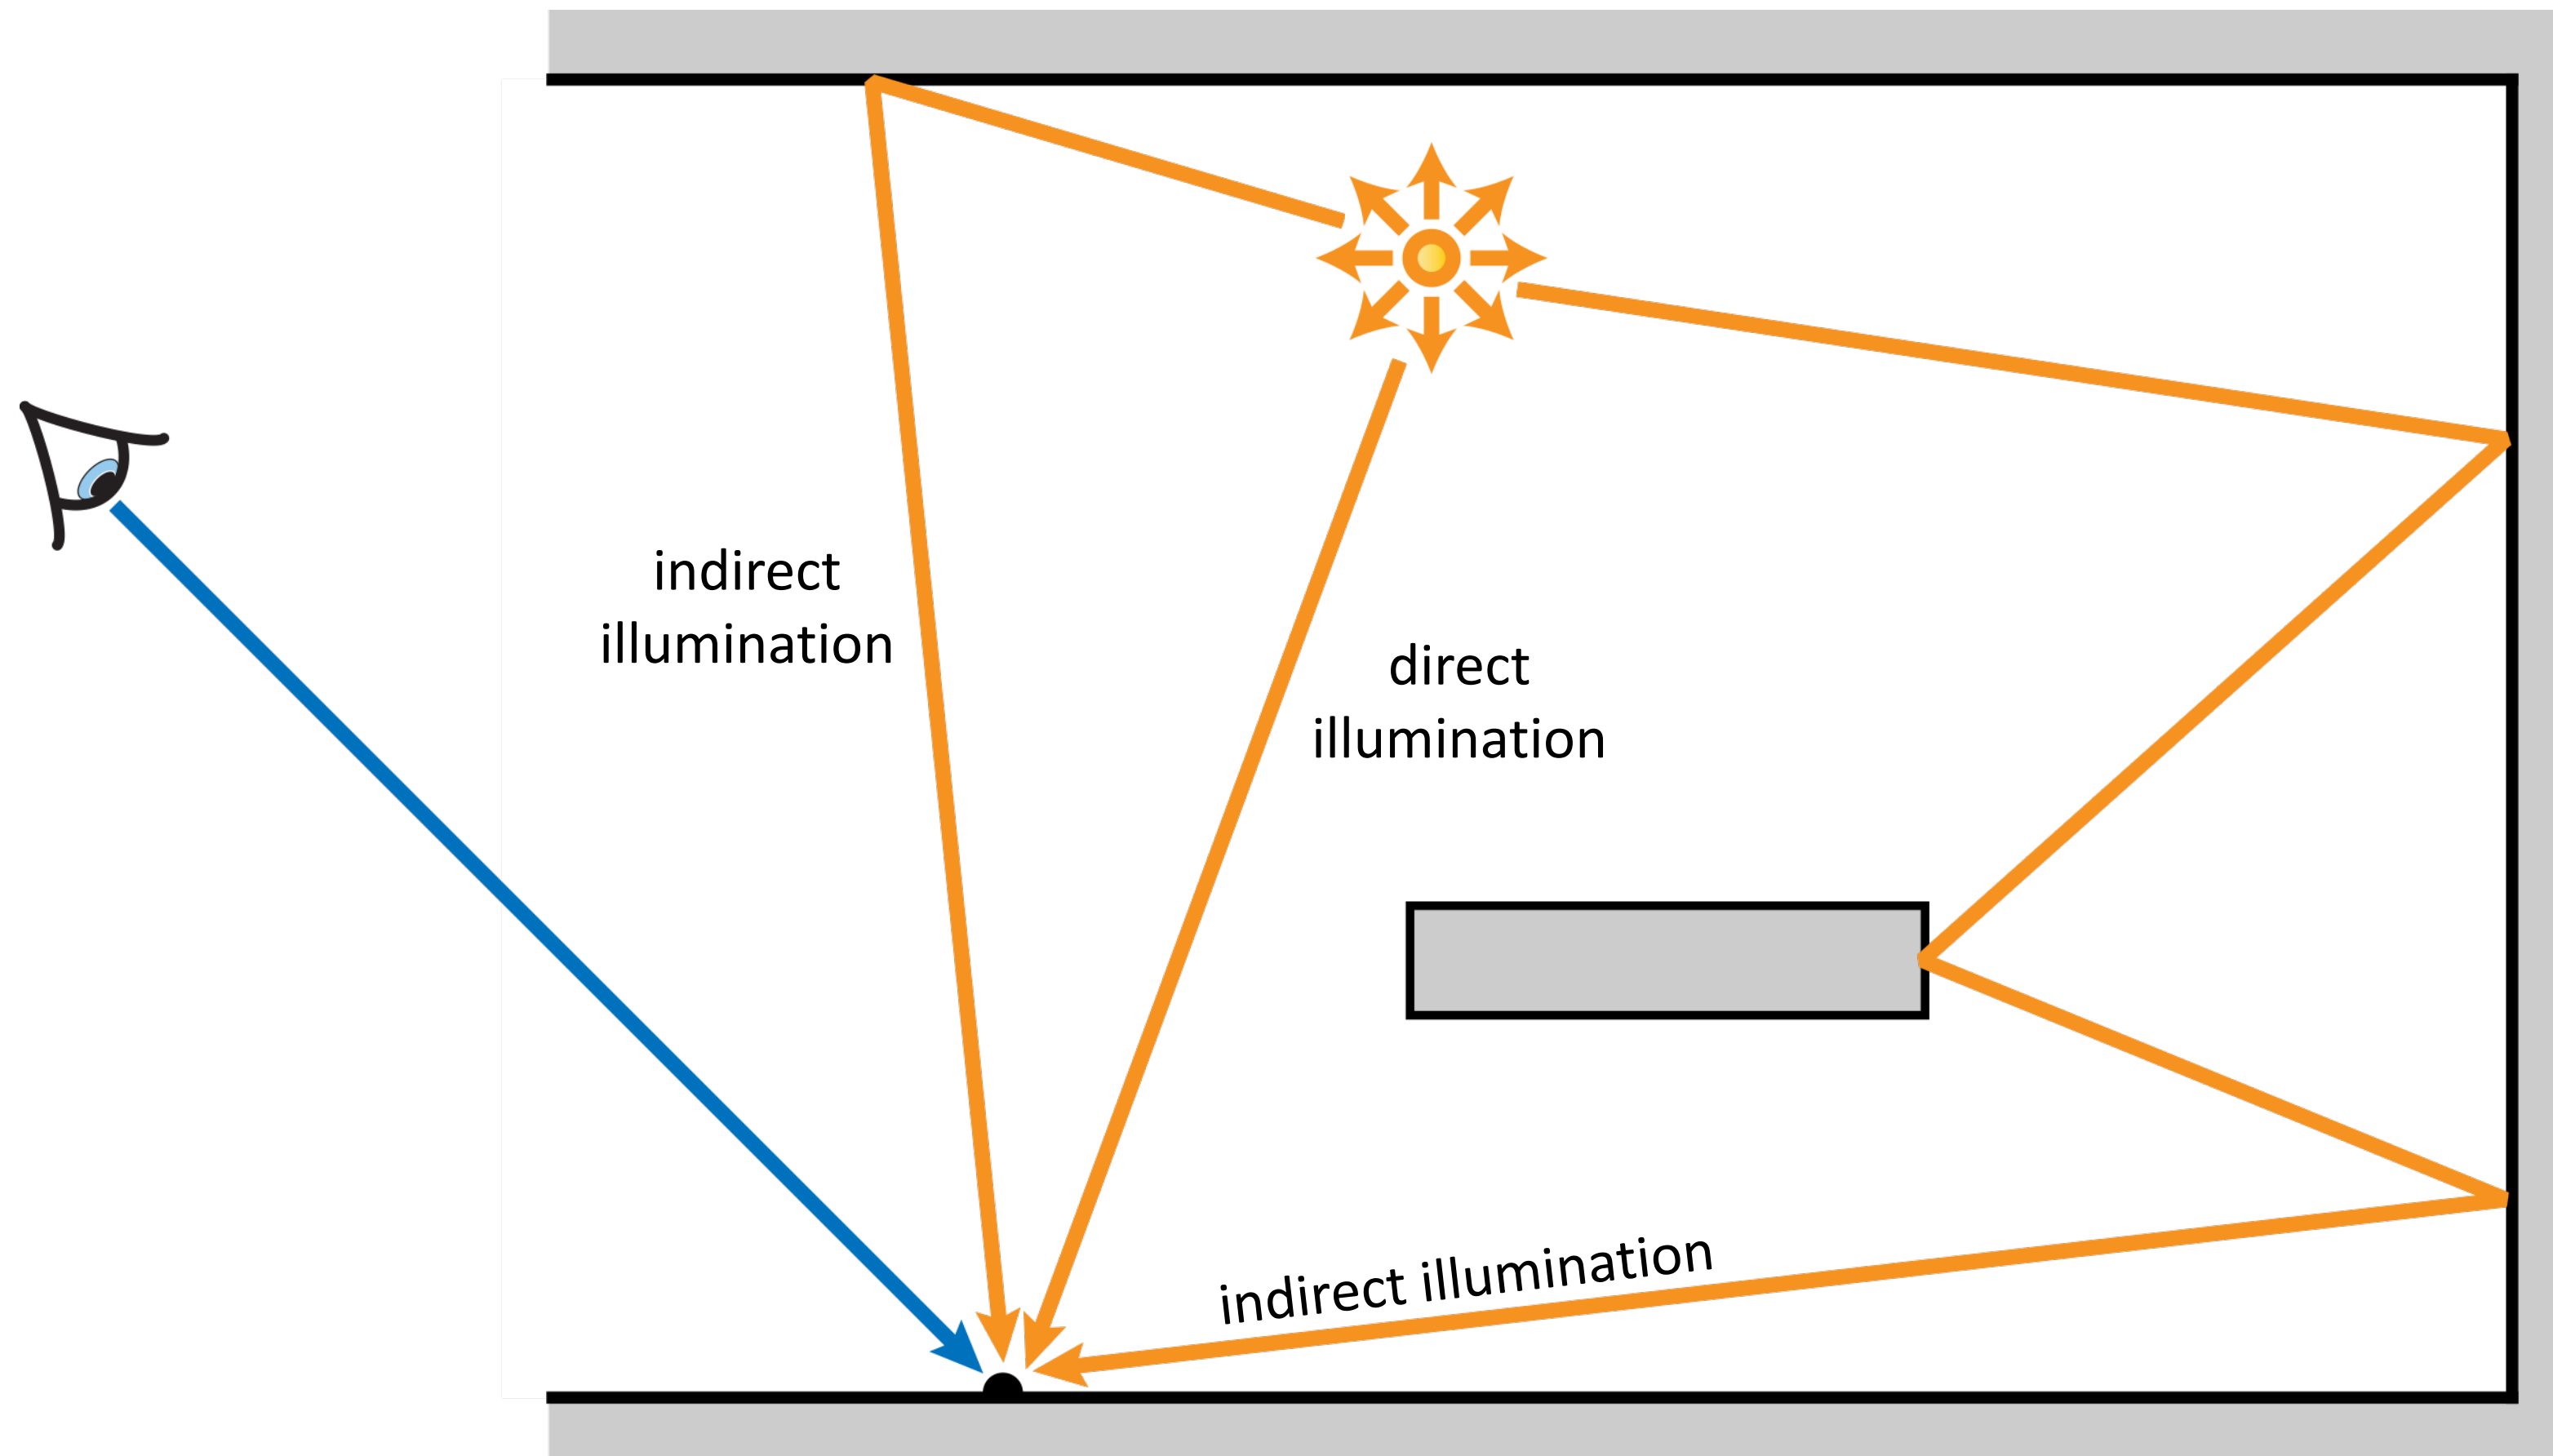 indirect
illumination
direct
illumination
indirect illumination